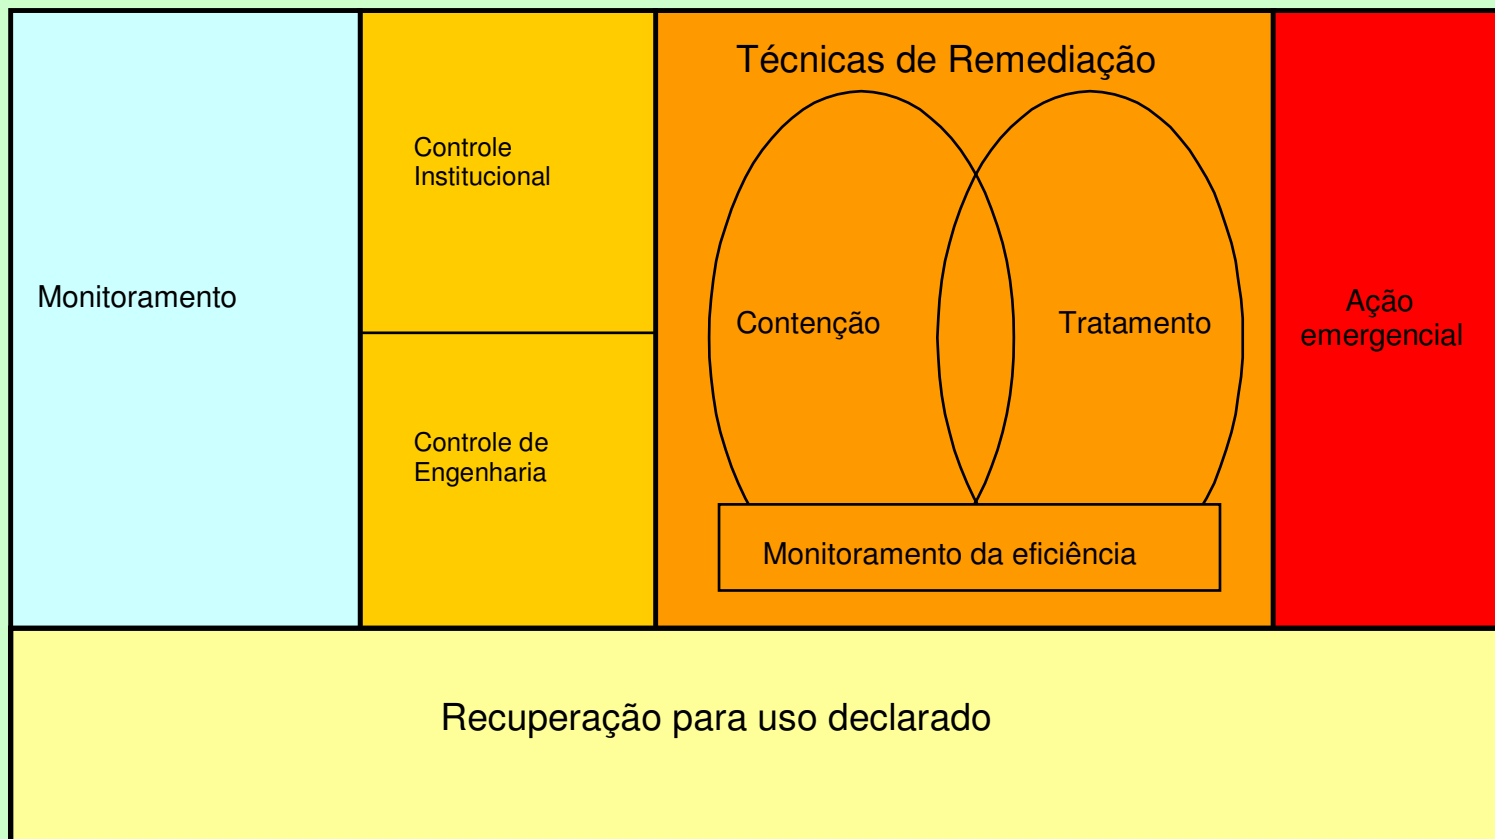 Monitoramento
Controle
Institucional
Controle de
Engenharia
Técnicas de Remediação
Contenção
Tratamento
Monitoramento da eficiência
Ação
emergencial
Recuperação para uso declarado